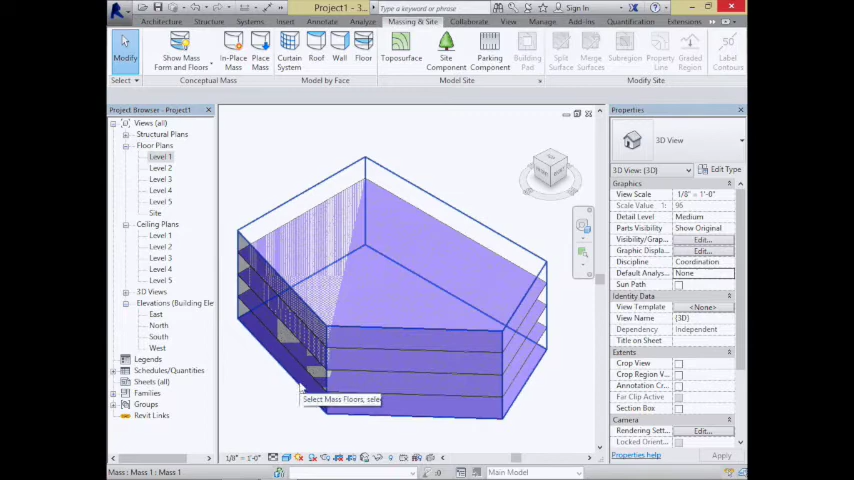 Project1 - 3...
Type a keyword or phrase
Sign In
Architecture
Structure
Systems
Insert
Annotate
Analyze
Massing & Site
Collaborate
View
Manage
Add-Ins
Quantification
Extensions
Modify
Show Mass
Form and Floors
In-Place
Mass
Place
Mass
Curtain
System
Roof
Wall
Floor
Toposurface
Site
Component
Parking
Component
Building
Pad
Split
Surface
Merge
Surfaces
Subregion
Property
Line
Graded
Region
Label
Contours
Select
Conceptual Mass
Model by Face
Model Site
Modify Site
Project Browser - Project1
Views (all)
Structural Plans
Floor Plans
Level 1
Level 2
Level 3
Level 4
Level 5
Site
Ceiling Plans
Level 1
Level 2
Level 3
Level 4
Level 5
3D Views
Elevations (Building Ele
East
North
South
West
Legends
Schedules/Quantities
Sheets (all)
Families
Groups
Revit Links
Select Mass Floors, sele
Properties
3D View
3D View: {3D}
Edit Type
Graphics
View Scale 1/8" = 1'-0"
Scale Value 1: 96
Detail Level Medium
Parts Visibility Show Original
Visibility/Grap... Edit...
Graphic Displa... Edit...
Discipline Coordination
Default Analys... None
Sun Path
Identity Data
View Template <None>
View Name {3D}
Dependency Independent
Title on Sheet
Extents
Crop View
Crop Region V
Annotation Cr
Far Clip Active
Section Box
Camera
Rendering Sett... Edit...
Locked Orient...
Properties help
Apply
1/8" = 1'-0"
Mass : Mass 1 : Mass 1
:0
Main Model